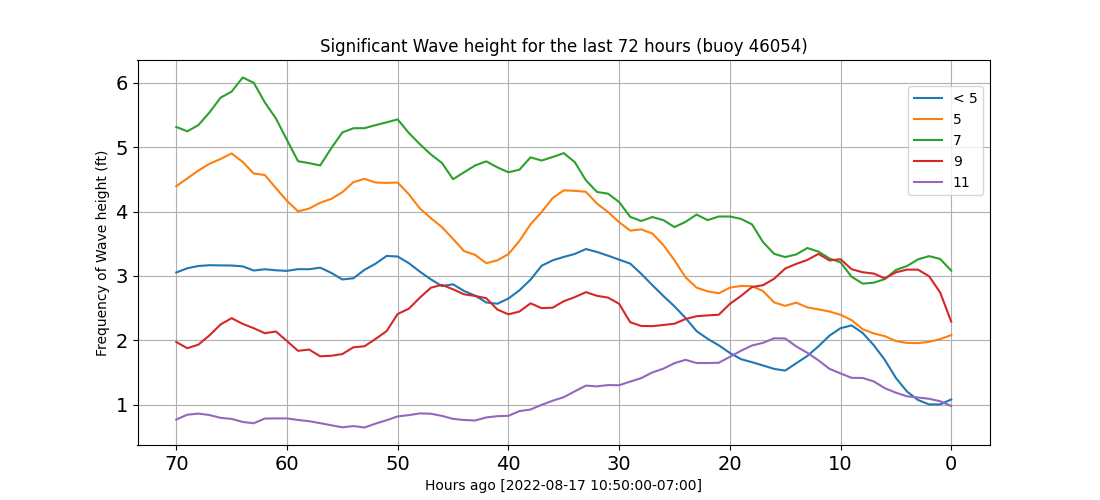 Significant Wave height for the last 72 hours (buoy 46054)
Frequency of Wave height (ft)
6
5
4
3
2
1
< 5
5
7
9
11
70 60 50 40 30 20 10 0
Hours ago [2022-08-17 10:50:00-07:00]